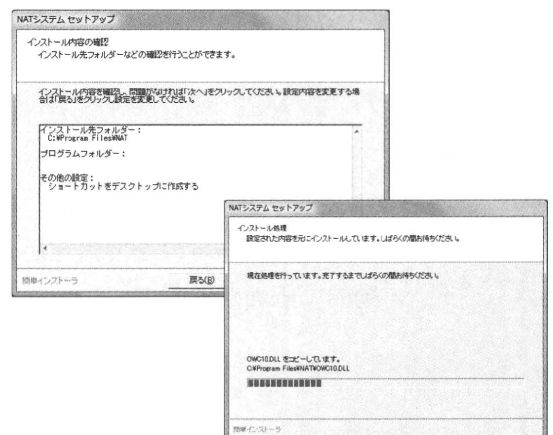 NATシステム セットアップ
インストール内容の確認
インストール先フォルダーなどの確認を行うことができます。
インストール内容を確認し、問題がなければ「次へ」をクリックしてください。設定内容を変更する場
合は「戻る」をクリックし設定を変更してください。
インストール先フォルダー：
C:¥Program Files¥NAT
プログラムフォルダー：
その他の設定：
ショートカットをデスクトップに作成する
簡単インストーラ
戻る(B)
NATシステム セットアップ
インストール処理
設定された内容を元にインストールしています。しばらくの間お待ちください。
現在処理を行っています。完了するまでしばらくの間お待ちください。
OWC10.DLL をコピーしています。
C:¥Program Files¥NAT¥OWC10.DLL
簡単インストーラ